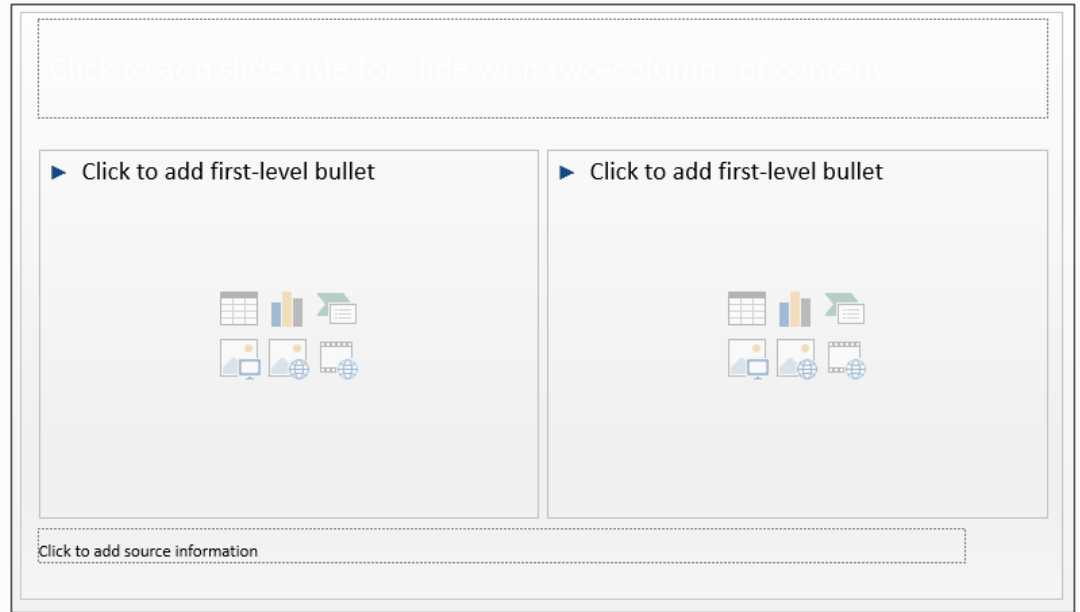 Click to add slide title for slide with two-columns of content
► Click to add first-level bullet
► Click to add first-level bullet
Click to add source information